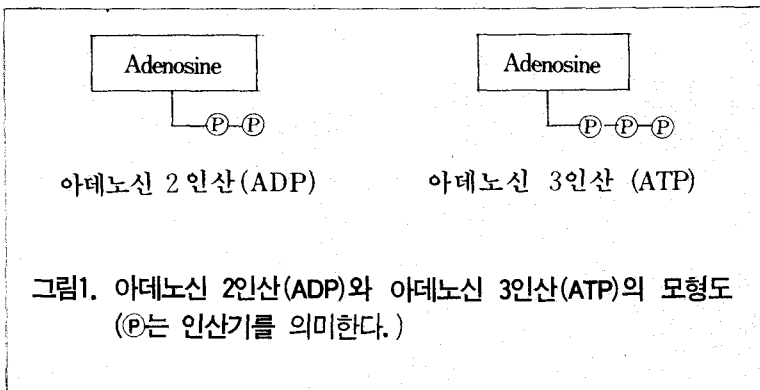 Adenosine Adenosine
Ⓟ-Ⓟ Ⓟ-Ⓟ-Ⓟ
아데노신 2인산(ADP) 아데노신 3인산 (ATP)
그림1. 아데노신 2인산(ADP)와 아데노신 3인산(ATP)의 모형도
(Ⓟ는 인산기를 의미한다.)